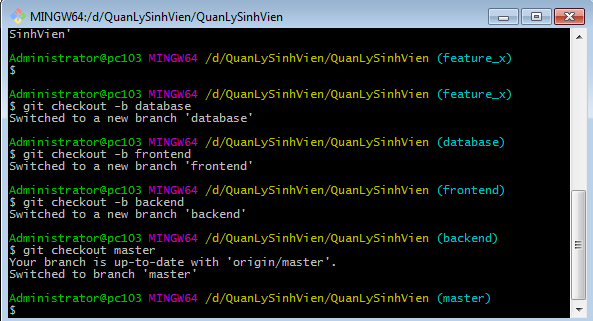 MINGW64:/d/QuanLySinhVien/QuanLySinhVien
SinhVien'
Administrator@pc103 MINGW64 /d/QuanLySinhVien/QuanLySinhVien (feature_x)
$
Administrator@pc103 MINGW64 /d/QuanLySinhVien/QuanLySinhVien (feature_x)
$ git checkout -b database
Switched to a new branch 'database'
Administrator@pc103 MINGW64 /d/QuanLySinhVien/QuanLySinhVien (database)
$ git checkout -b frontend
Switched to a new branch 'frontend'
Administrator@pc103 MINGW64 /d/QuanLySinhVien/QuanLySinhVien (frontend)
$ git checkout -b backend
Switched to a new branch 'backend'
Administrator@pc103 MINGW64 /d/QuanLySinhVien/QuanLySinhVien (backend)
$ git checkout master
Your branch is up-to-date with 'origin/master'.
Switched to branch 'master'
Administrator@pc103 MINGW64 /d/QuanLySinhVien/QuanLySinhVien (master)
$